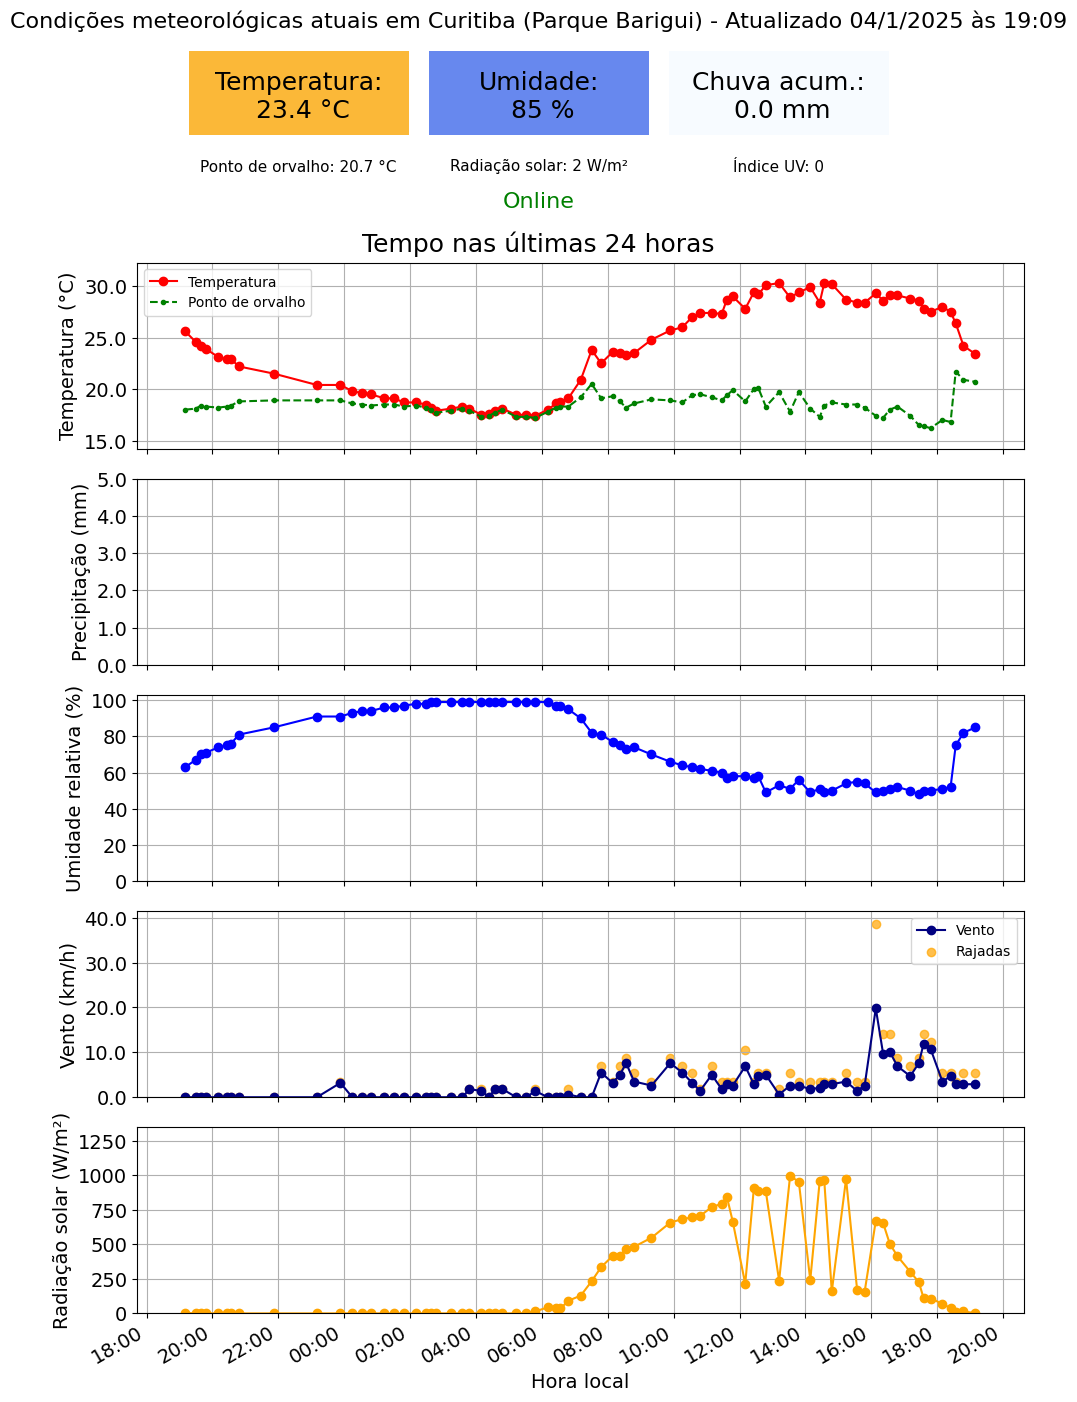 Condições meteorológicas atuais em Curitiba (Parque Barigui) - Atualizado 04/1/2025 às 19:09
Temperatura:
23.4 °C
Umidade:
85 %
Chuva acum.:
0.0 mm
Ponto de orvalho: 20.7 °C
Radiação solar: 2 W/m²
Índice UV: 0
Online
Tempo nas últimas 24 horas
Temperatura (°C)
30.0
25.0
20.0
15.0
Temperatura
Ponto de orvalho
Precipitação (mm)
5.0
4.0
3.0
2.0
1.0
0.0
Umidade relativa (%)
100
80
60
40
20
0
Vento (km/h)
40.0
30.0
20.0
10.0
0.0
Vento
Rajadas
Radiação solar (W/m²)
1250
1000
750
500
250
0
18:00
20:00
22:00
00:00
02:00
04:00
06:00
08:00
10:00
12:00
14:00
16:00
18:00
20:00
Hora local